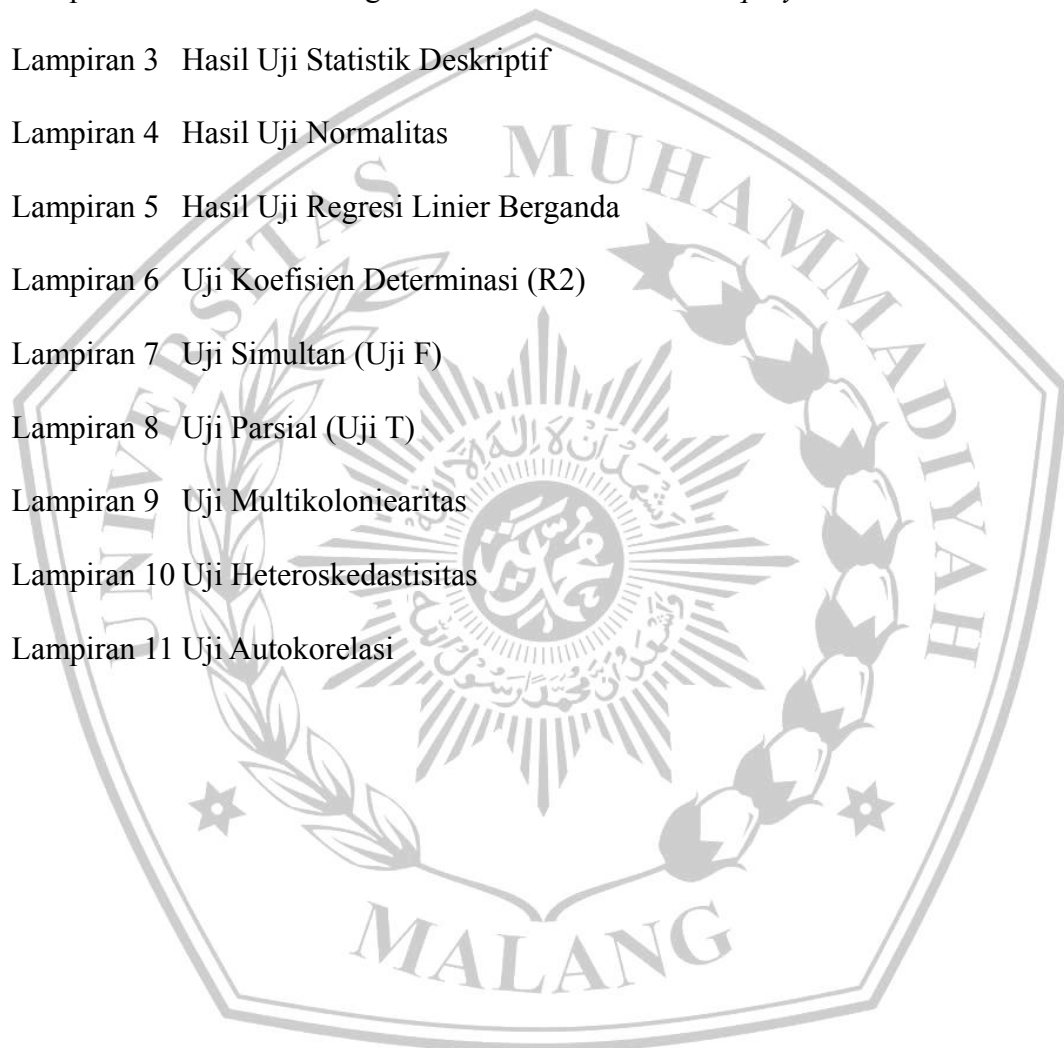 Lampiran 3 Hasil Uji Statistik Deskriptif
Lampiran 4 Hasil Uji Normalitas
Lampiran 5 Hasil Uji Regresi Linier Berganda
Lampiran 6 Uji Koefisien Determinasi (R2)
Lampiran 7 Uji Simultan (Uji F)
Lampiran 8 Uji Parsial (Uji T)
Lampiran 9 Uji Multikoloniearitas
Lampiran 10 Uji Heteroskedastisitas
Lampiran 11 Uji Autokorelasi
UNIVERSITAS MUHAMMADIYAH
MALANG